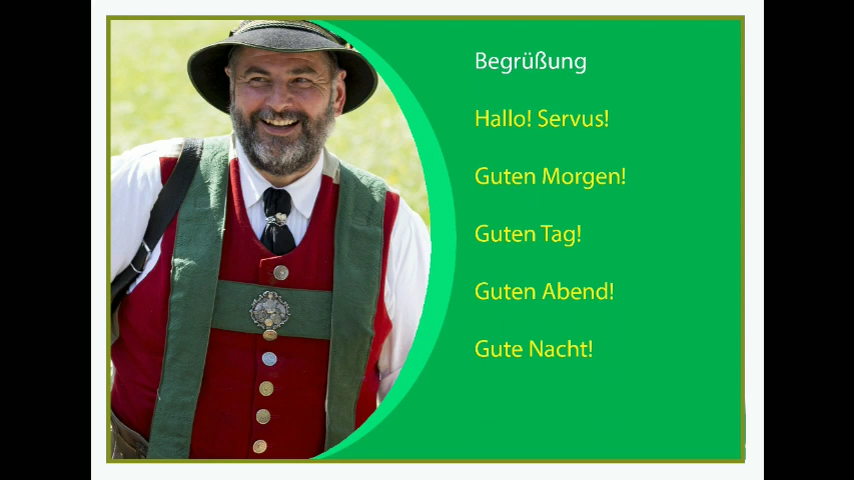 Begrüßung
Hallo! Servus!
Guten Morgen!
Guten Tag!
Guten Abend!
Gute Nacht!